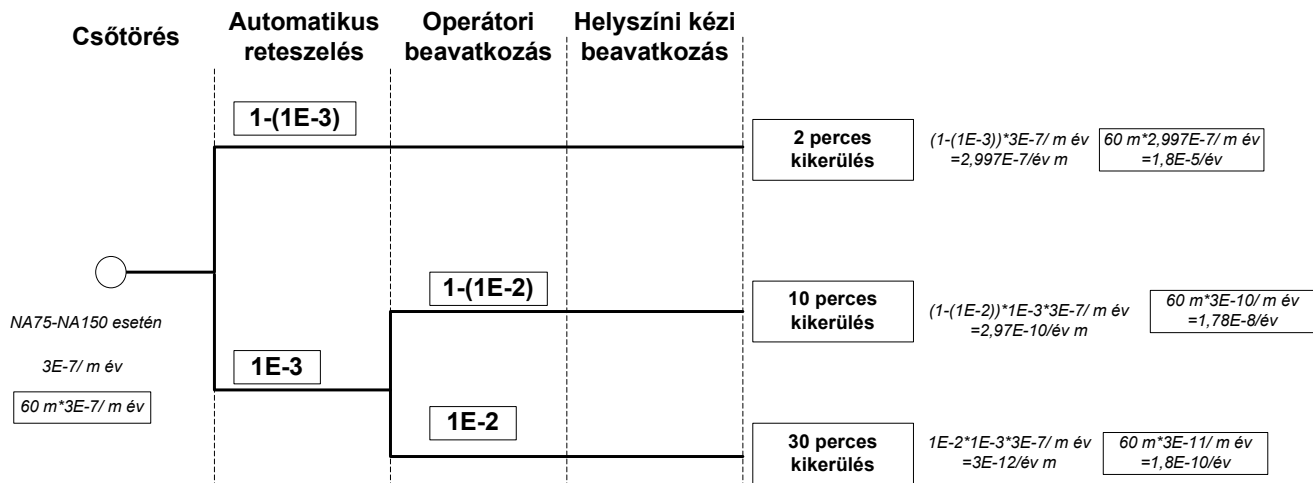 Csőtörés
Automatikus
reteszelés
Operátori
beavatkozás
Helyszíni kézi
beavatkozás
1-(1E-3)
2 perces
kikerülés
(1-(1E-3))*3E-7/ m év
=2,997E-7/év m
60 m*2,997E-7/ m év
=1,8E-5/év
NA75-NA150 esetén
3E-7/ m év
60 m*3E-7/ m év
1E-3
1-(1E-2)
10 perces
kikerülés
(1-(1E-2))*1E-3*3E-7/ m év
=2,97E-10/év m
60 m*3E-10/ m év
=1,78E-8/év
1E-2
30 perces
kikerülés
1E-2*1E-3*3E-7/ m év
=3E-12/év m
60 m*3E-11/ m év
=1,8E-10/év